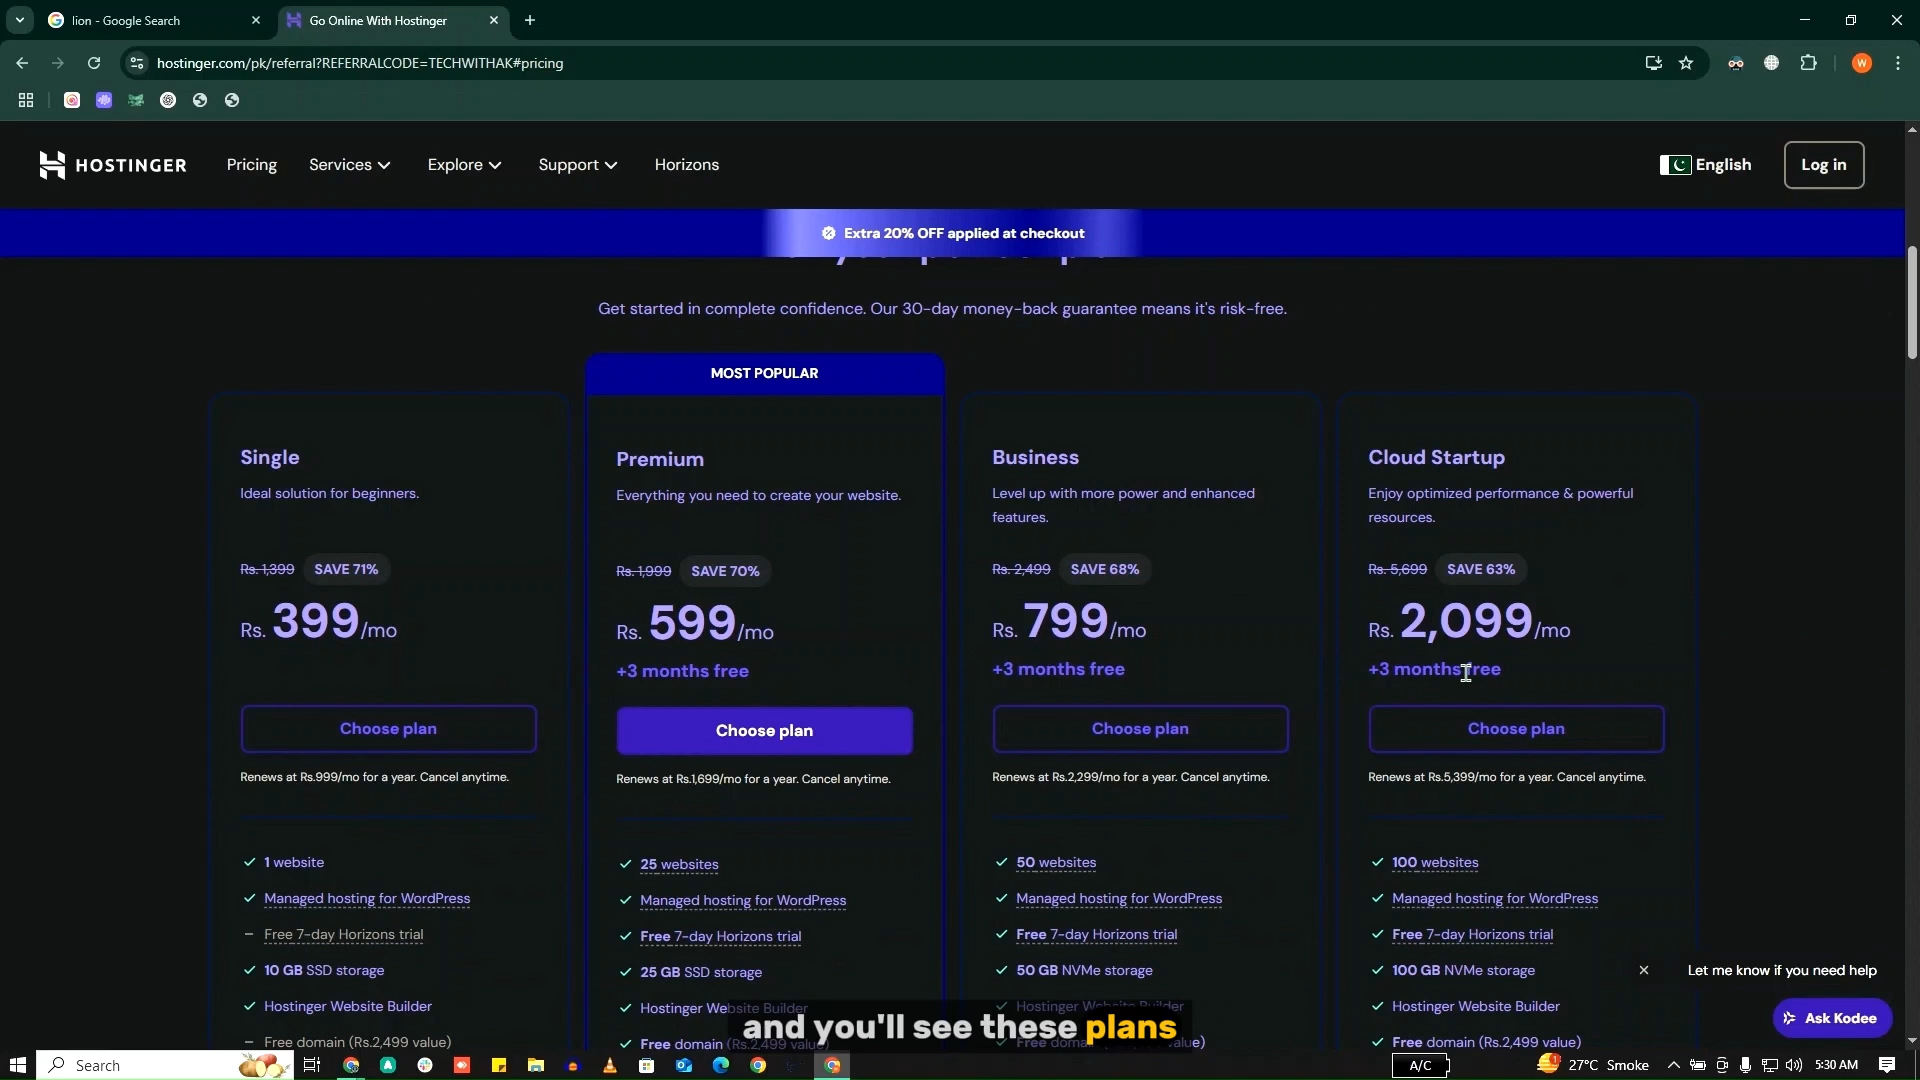 lion - Google Search
Go Online With Hostinger
hostinger.com/pk/referral?REFERRALCODE=TECHWITHAK#pricing
W
HOSTINGER
Pricing
Services
Explore
Support
Horizons
English
Log in
Extra 20% OFF applied at checkout
Get started in complete confidence. Our 30-day money-back guarantee means it's risk-free.
MOST POPULAR
Single
Ideal solution for beginners.
Rs. 1,399 SAVE 71%
Rs. 399/mo
Choose plan
Renews at Rs.999/mo for a year. Cancel anytime.
1 website
Managed hosting for WordPress
Free 7-day Horizons trial
10 GB SSD storage
Hostinger Website Builder
Free domain (Rs.2,499 value)
Premium
Everything you need to create your website.
Rs. 1,999 SAVE 70%
Rs. 599/mo
+3 months free
Choose plan
Renews at Rs.1,699/mo for a year. Cancel anytime.
25 websites
Managed hosting for WordPress
Free 7-day Horizons trial
25 GB SSD storage
Hostinger Website Builder
Free domain (Rs.2,499 value)
Business
Level up with more power and enhanced
features.
Rs. 2,499 SAVE 68%
Rs. 799/mo
+3 months free
Choose plan
Renews at Rs.2,299/mo for a year. Cancel anytime.
50 websites
Managed hosting for WordPress
Free 7-day Horizons trial
50 GB NVMe storage
Hostinger Website Builder
Cloud Startup
Enjoy optimized performance & powerful
resources.
Rs. 5,699 SAVE 63%
Rs. 2,099/mo
+3 months free
Choose plan
Renews at Rs.5,399/mo for a year. Cancel anytime.
100 websites
Managed hosting for WordPress
Free 7-day Horizons trial
100 GB NVMe storage
Hostinger Website Builder
Free domain (Rs.2,499 value)
Let me know if you need help
Ask Kodee
and you'll see these plans
Search
A/C
27°C Smoke
5:30 AM